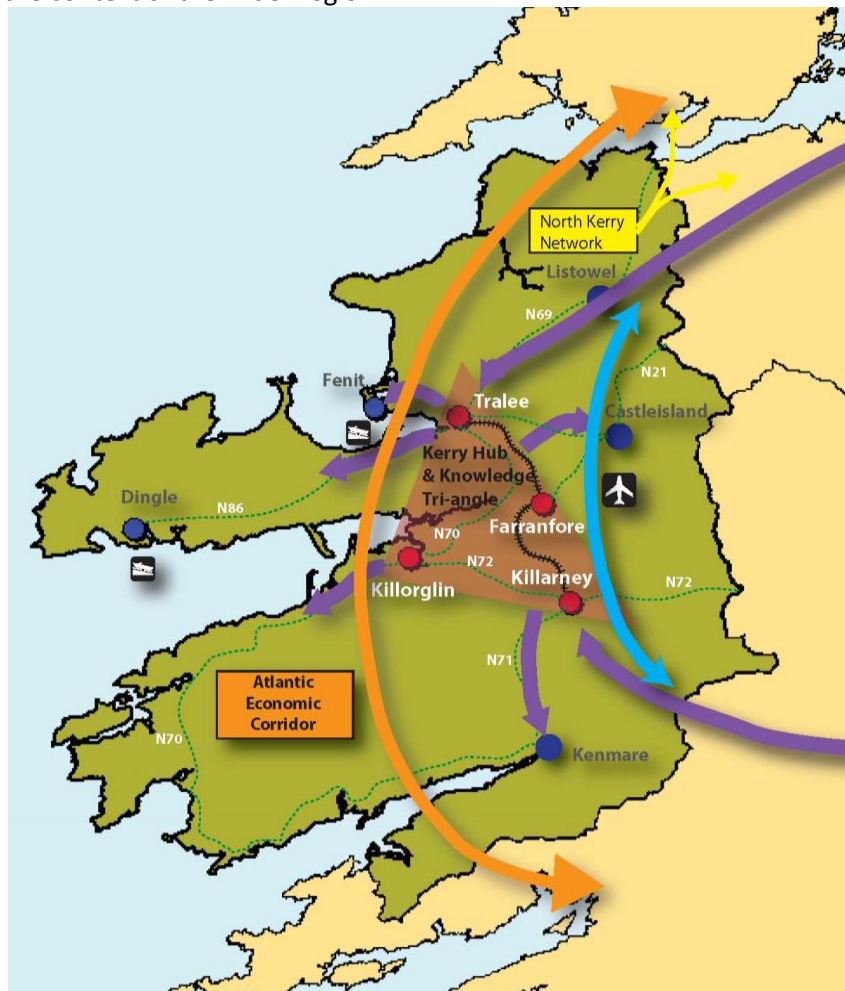 North Kerry
Network
Listowel
N69
N21
Fenit
Tralee
Castleisland
Kerry Hub
& Knowledge
Tri-angle
Dingle
N86
Farranfore
N70
N72
Killorglin
Killarney
N72
N71
Atlantic
Economic
Corridor
N70
Kenmare